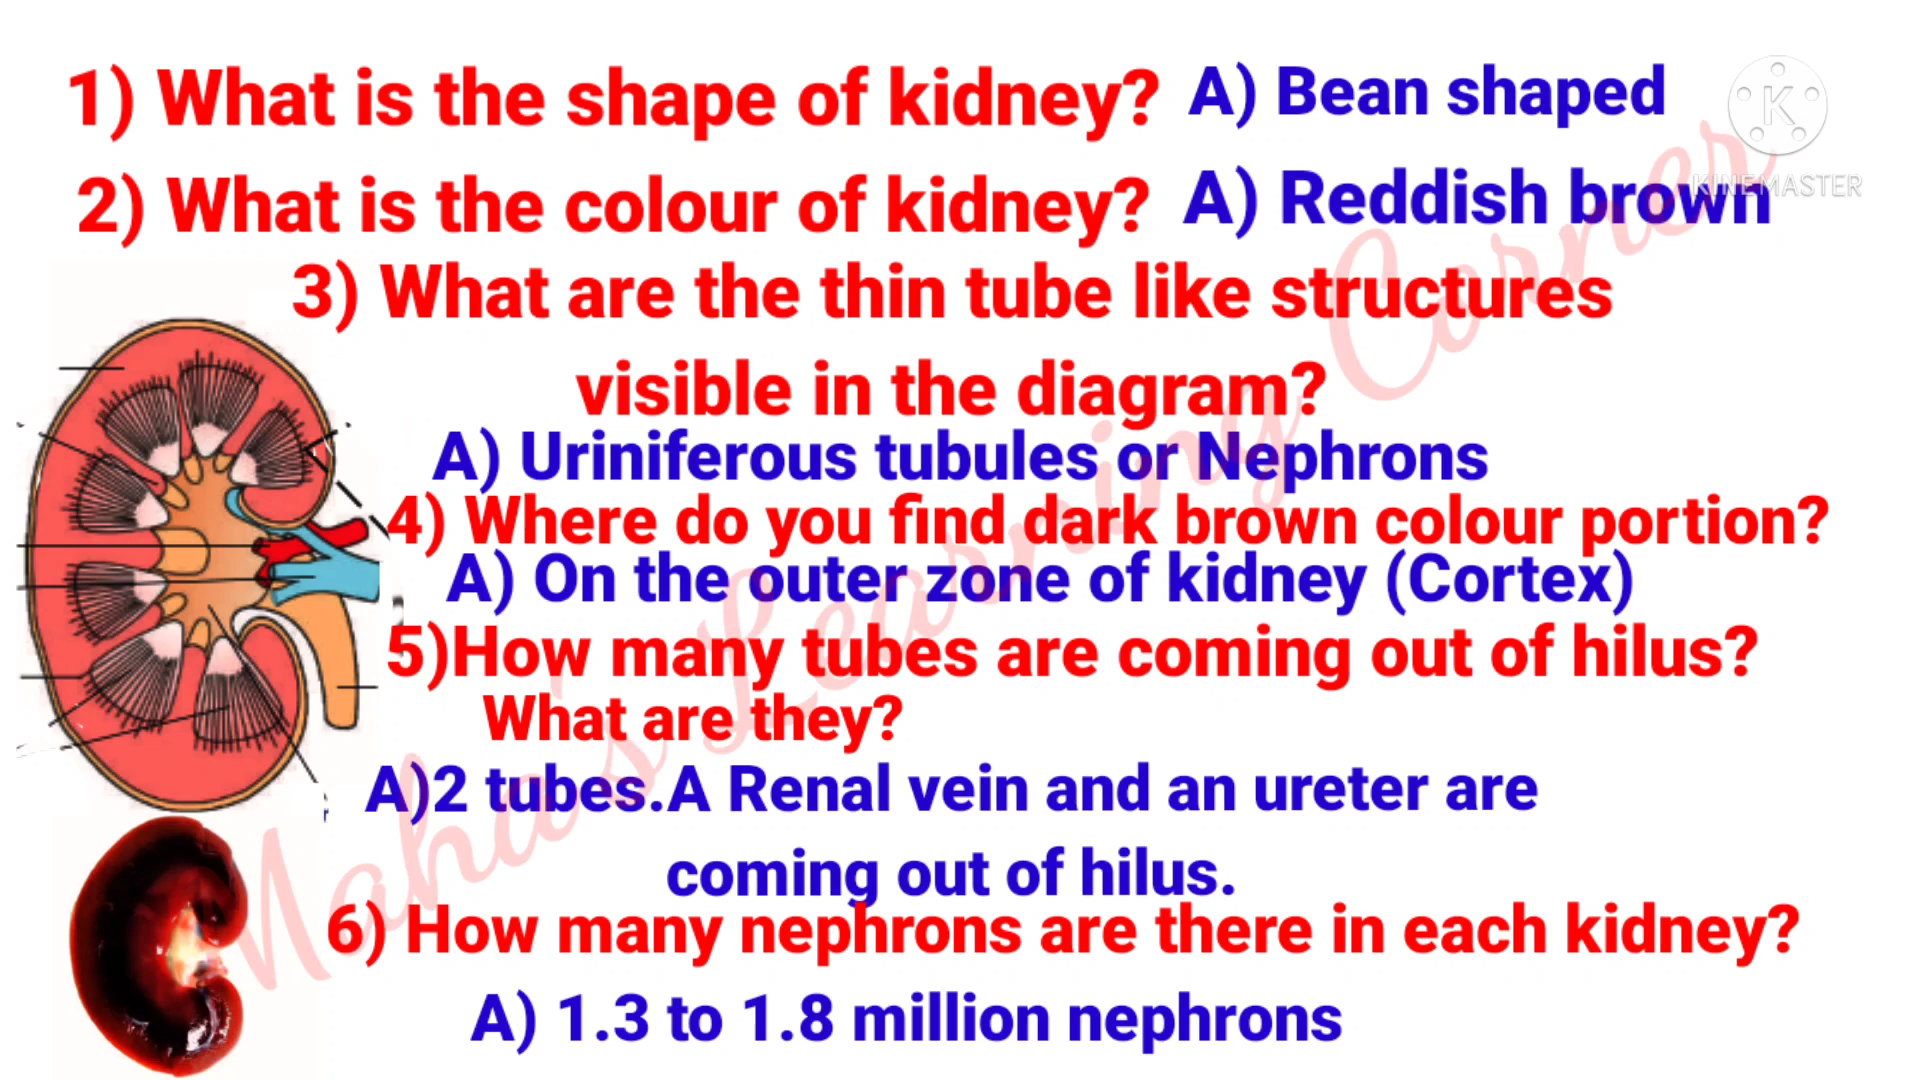 1) What is the shape of kidney? A) Bean shaped
2) What is the colour of kidney? A) Reddish brown
K
KINEMASTER
3) What are the thin tube like structures
visible in the diagram?
A) Uriniferous tubules or Nephrons
4) Where do you find dark brown colour portion?
A) On the outer zone of kidney (Cortex)
5)How many tubes are coming out of hilus?
What are they?
A)2 tubes.A Renal vein and an ureter are
coming out of hilus.
6) How many nephrons are there in each kidney?
A) 1.3 to 1.8 million nephrons
Maha's Learning Corner